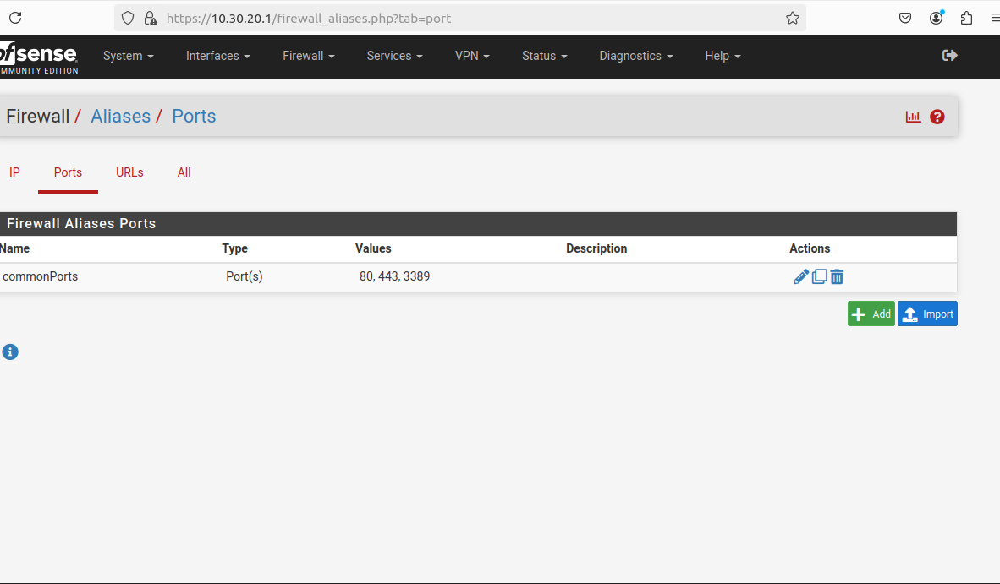 https://10.30.20.1/firewall_aliases.php?tab=port
pfsense
COMMUNITY EDITION
System Interfaces Firewall Services VPN Status Diagnostics Help
Firewall / Aliases / Ports
IP Ports URLs All
Firewall Aliases Ports
Name Type Values Description Actions
commonPorts Port(s) 80, 443, 3389
Add Import